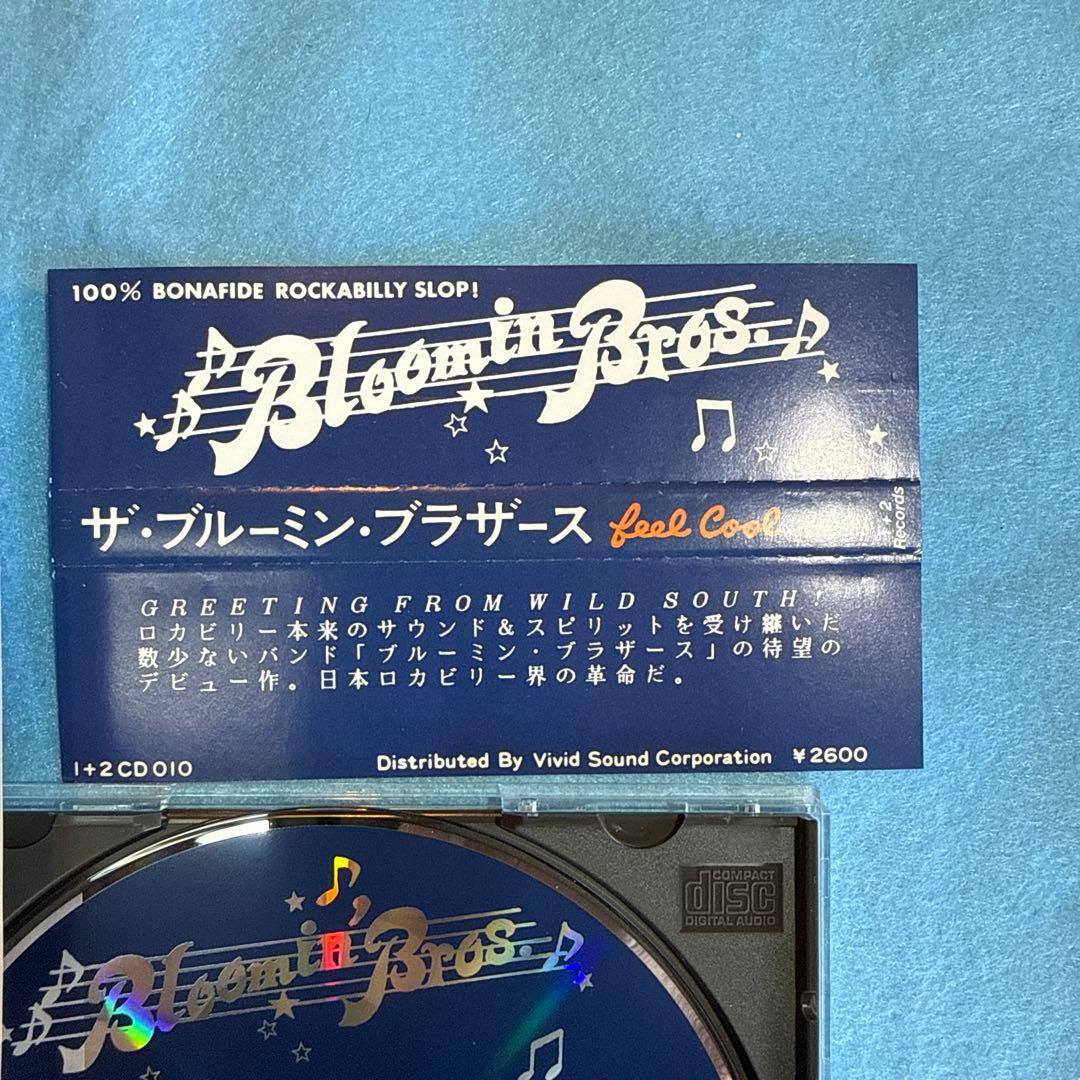 100% BONAFIDE ROCKABILLY SLOP!
Bloomin Bros.
ザ・ブルーミン・ブラザース feel Cool
1+2 Records
GREETING FROM WILD SOUTH!
ロカビリー本来のサウンド&スピリットを受け継いだ
数少ないバンド「ブルーミン・ブラザース」の待望の
デビュー作。日本ロカビリー界の革命だ。
1+2 CD 010
Distributed By Vivid Sound Corporation ¥2600
COMPACT
disc
DIGITAL AUDIO
Bloomin' Bros.